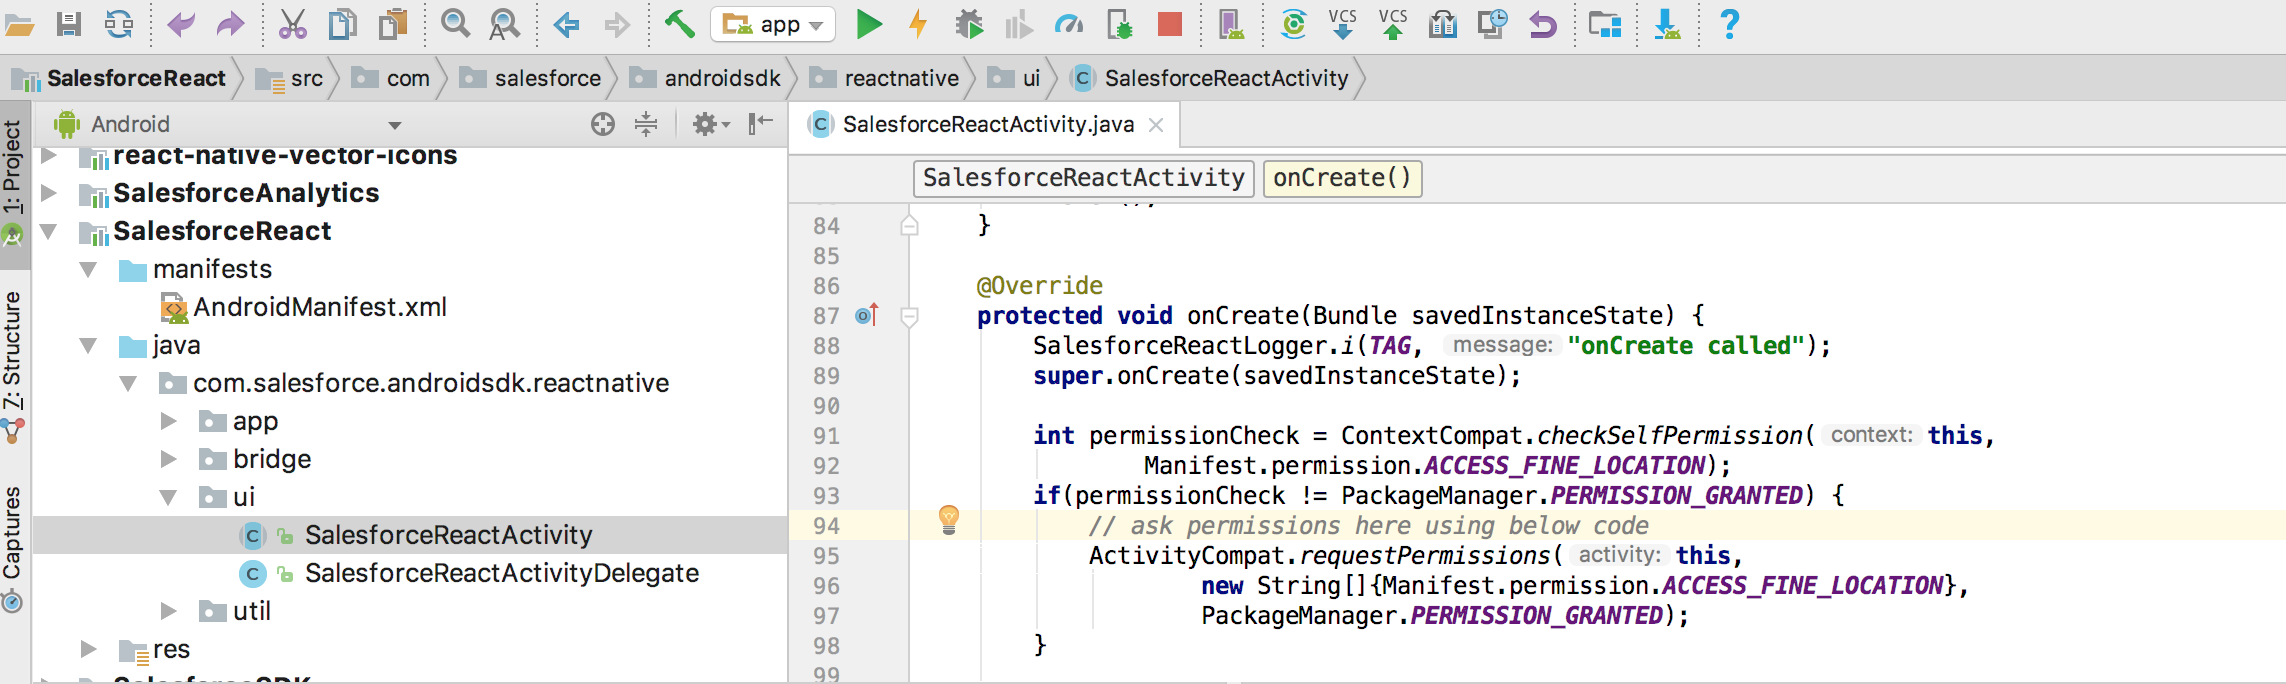 app
VCS VCS
SalesforceReact src com salesforce androidsdk reactnative ui SalesforceReactActivity
1: Project
7: Structure
Captures
Android
react-native-vector-icons
SalesforceAnalytics
SalesforceReact
manifests
AndroidManifest.xml
java
com.salesforce.androidsdk.reactnative
app
bridge
ui
SalesforceReactActivity
SalesforceReactActivityDelegate
util
res
SalesforceSDK
SalesforceReactActivity.java
SalesforceReactActivity onCreate()
84 }
85
86 @Override
87 protected void onCreate(Bundle savedInstanceState) {
88 SalesforceReactLogger.i(TAG, message: "onCreate called");
89 super.onCreate(savedInstanceState);
90
91 int permissionCheck = ContextCompat.checkSelfPermission( context: this,
92 Manifest.permission.ACCESS_FINE_LOCATION);
93 if(permissionCheck != PackageManager.PERMISSION_GRANTED) {
94 // ask permissions here using below code
95 ActivityCompat.requestPermissions( activity: this,
96 new String[]{Manifest.permission.ACCESS_FINE_LOCATION},
97 PackageManager.PERMISSION_GRANTED);
98 }
99